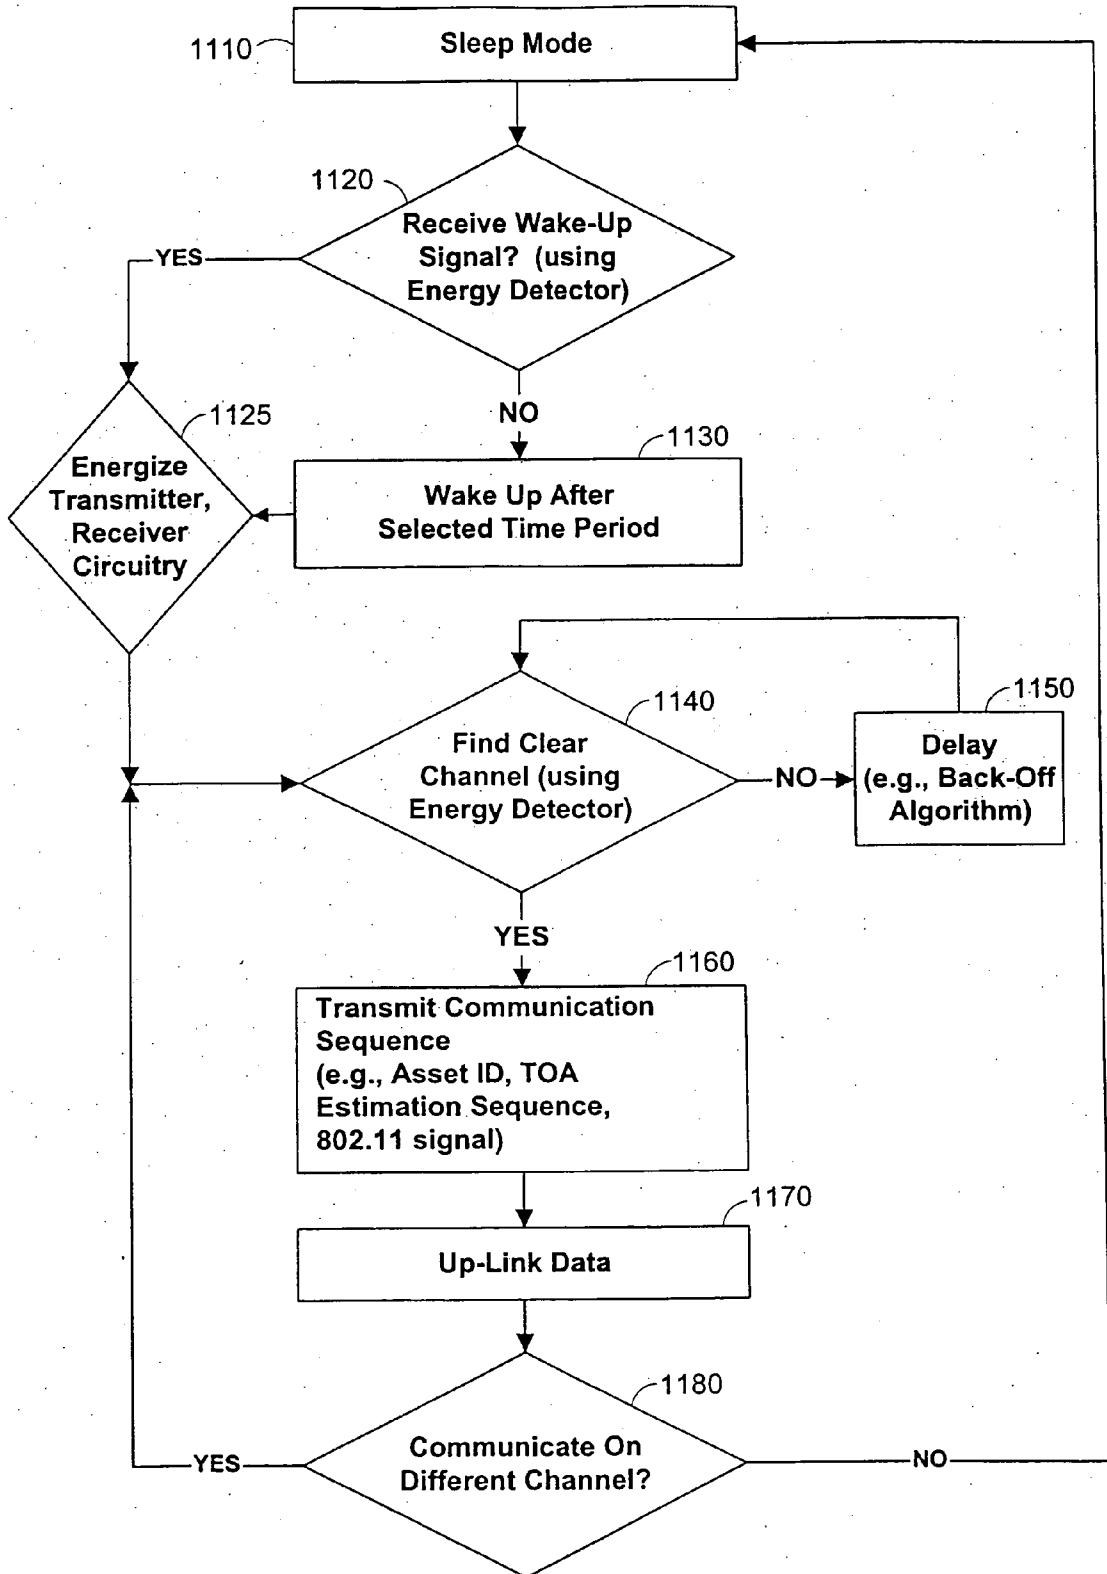 1110
Sleep Mode
1120
Receive Wake-Up
Signal? (using
Energy Detector)
YES
NO
1125
Energize
Transmitter,
Receiver
Circuitry
1130
Wake Up After
Selected Time Period
1140
Find Clear
Channel (using
Energy Detector)
NO
1150
Delay
(e.g., Back-Off
Algorithm)
YES
1160
Transmit Communication
Sequence
(e.g., Asset ID, TOA
Estimation Sequence,
802.11 signal)
1170
Up-Link Data
1180
Communicate On
Different Channel?
YES
NO